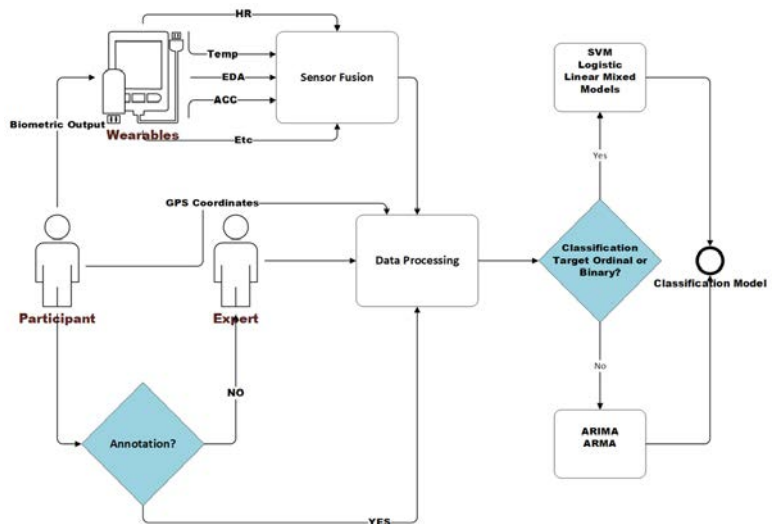 HR
Temp
EDA
ACC
Etc
Sensor Fusion
Biometric Output
Wearables
GPS Coordinates
Participant
Expert
Data Processing
Annotation?
NO
YES
Classification
Target Ordinal or
Binary?
Yes
No
SVM
Logistic
Linear Mixed
Models
ARIMA
ARMA
Classification Model